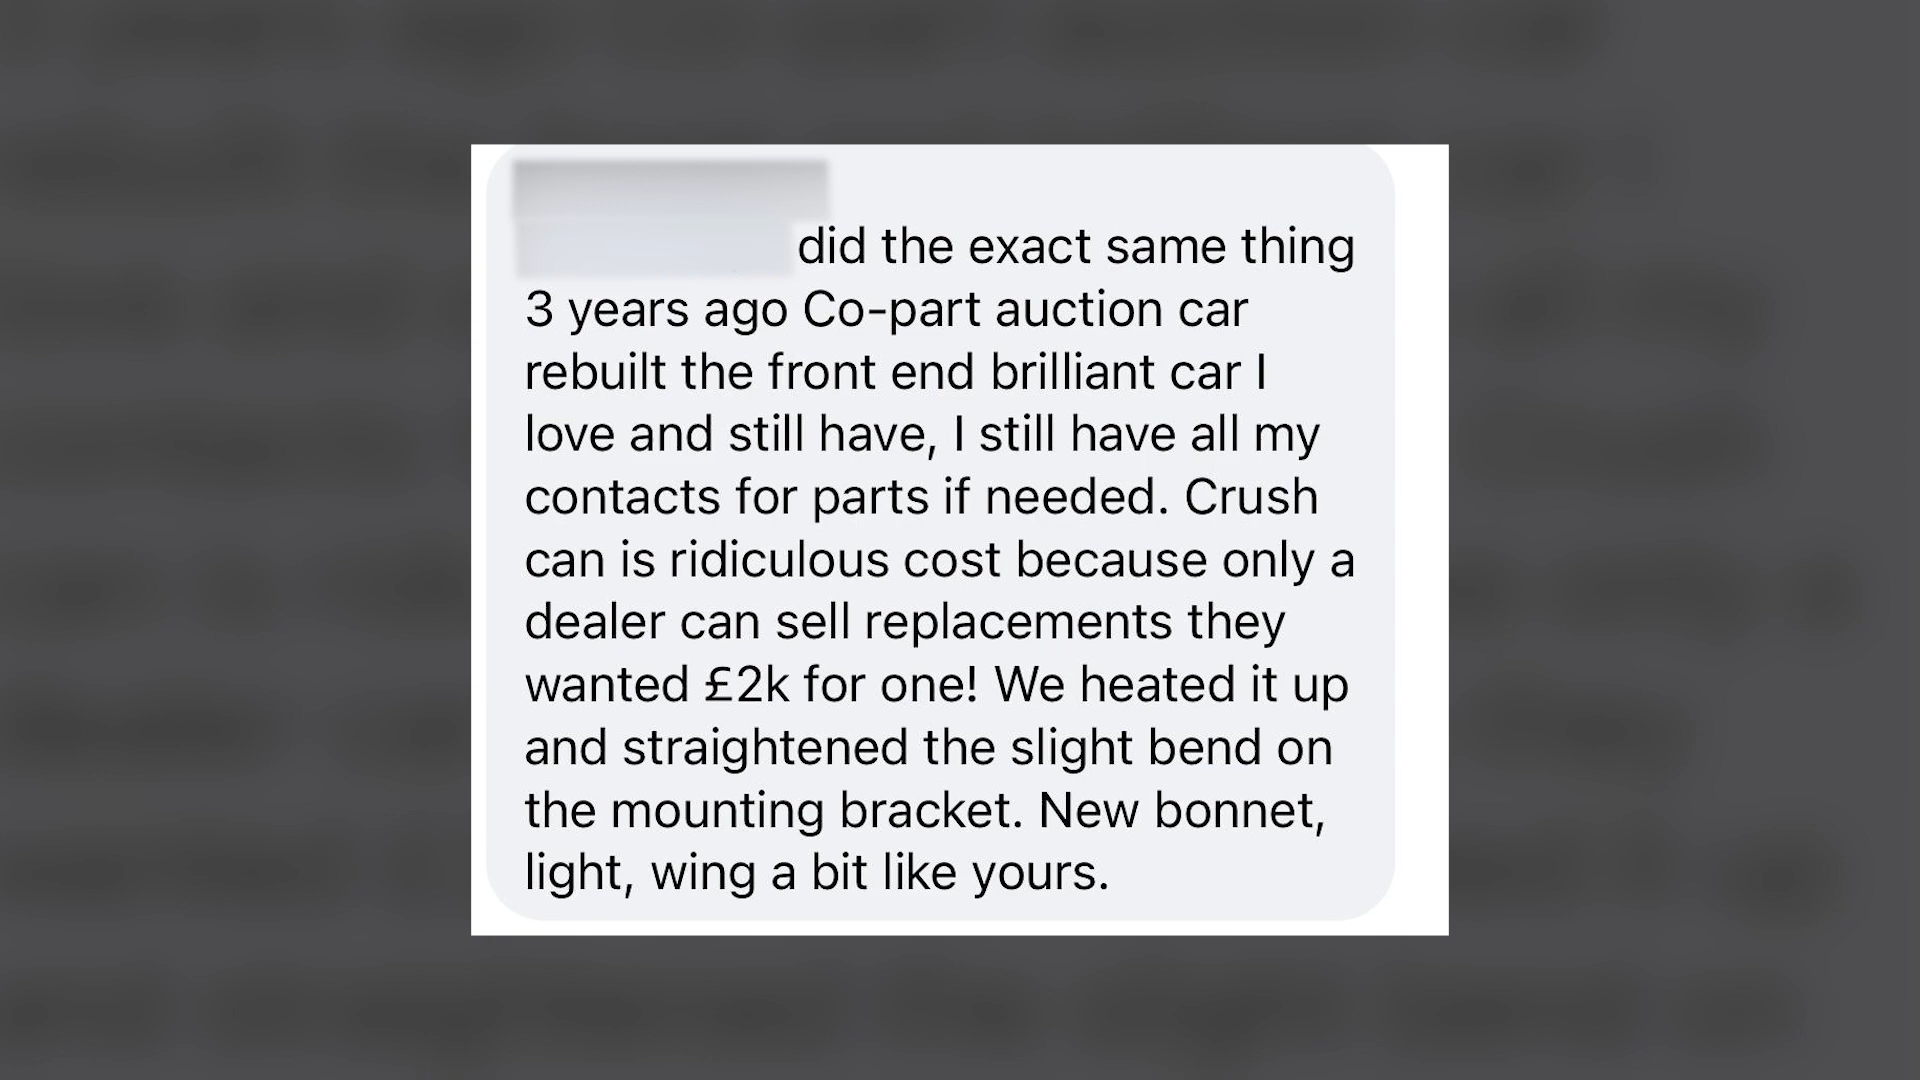 did the exact same thing
3 years ago Co-part auction car
rebuilt the front end brilliant car I
love and still have, I still have all my
contacts for parts if needed. Crush
can is ridiculous cost because only a
dealer can sell replacements they
wanted £2k for one! We heated it up
and straightened the slight bend on
the mounting bracket. New bonnet,
light, wing a bit like yours.